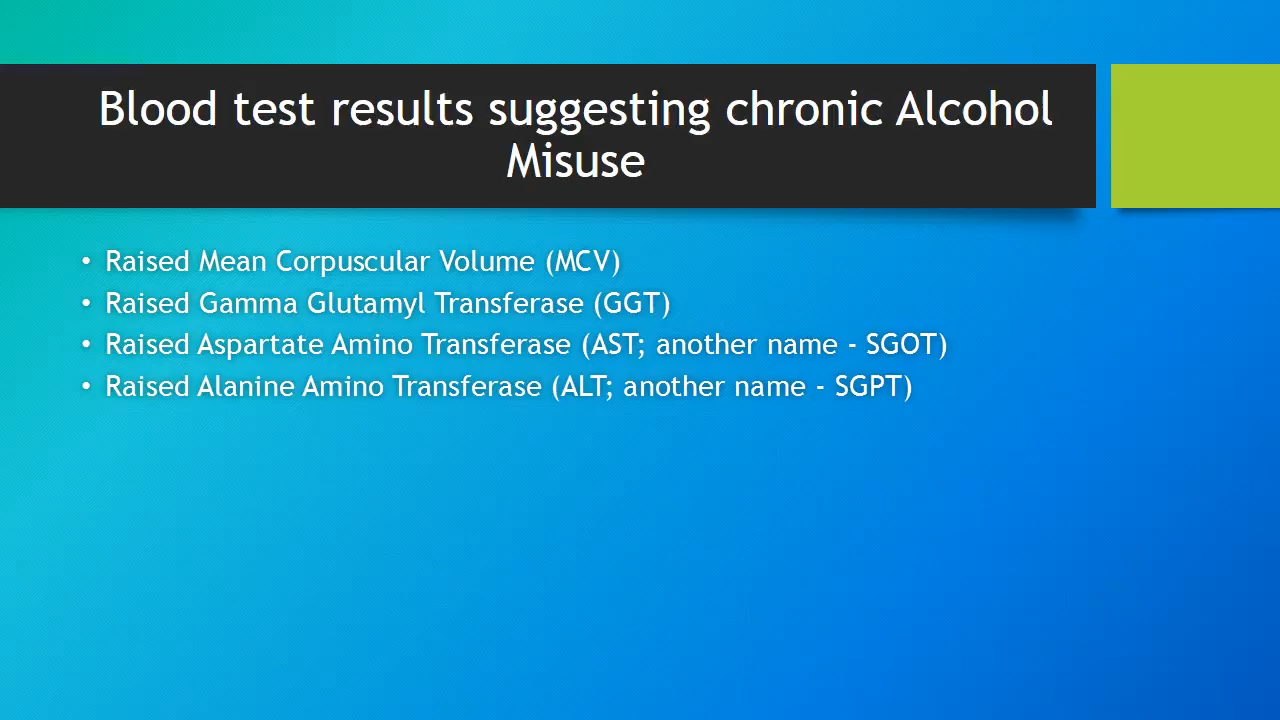 Blood test results suggesting chronic Alcohol
Misuse
• Raised Mean Corpuscular Volume (MCV)
• Raised Gamma Glutamyl Transferase (GGT)
• Raised Aspartate Amino Transferase (AST; another name - SGOT)
• Raised Alanine Amino Transferase (ALT; another name - SGPT)